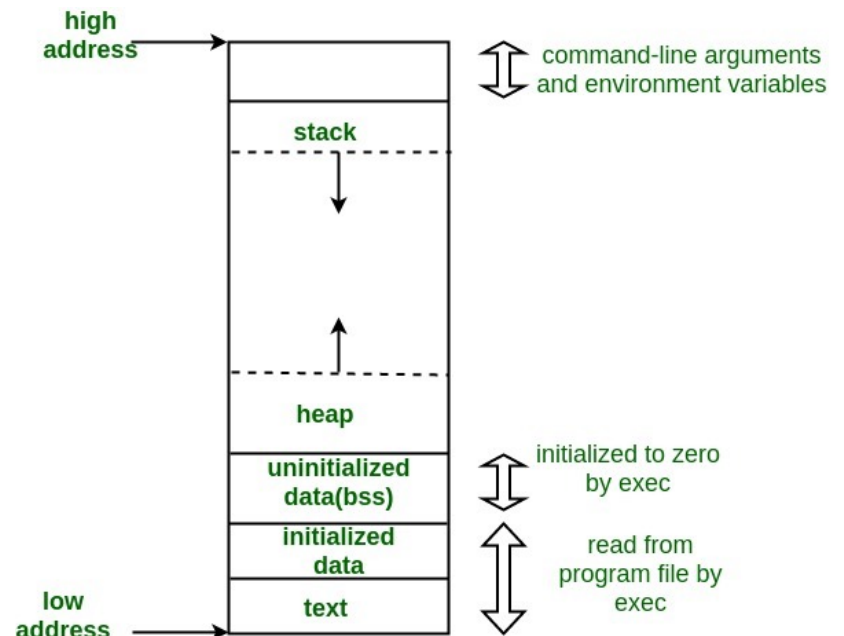 high
address
command-line arguments
and environment variables
stack
heap
uninitialized
data(bss)
initialized to zero
by exec
initialized
data
read from
program file by
exec
text
low
address